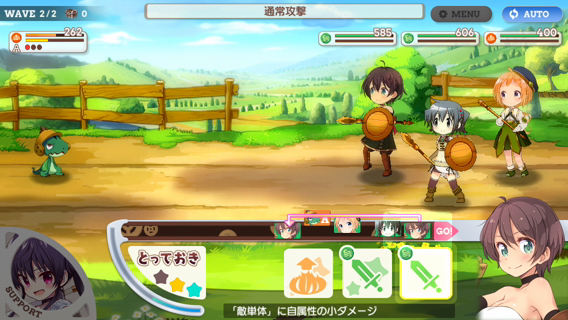 WAVE 2/2 0
通常攻撃
MENU
AUTO
262
A
585
606
400
GO!
とっておき
SUPPORT
「敵単体」に自属性の小ダメージ